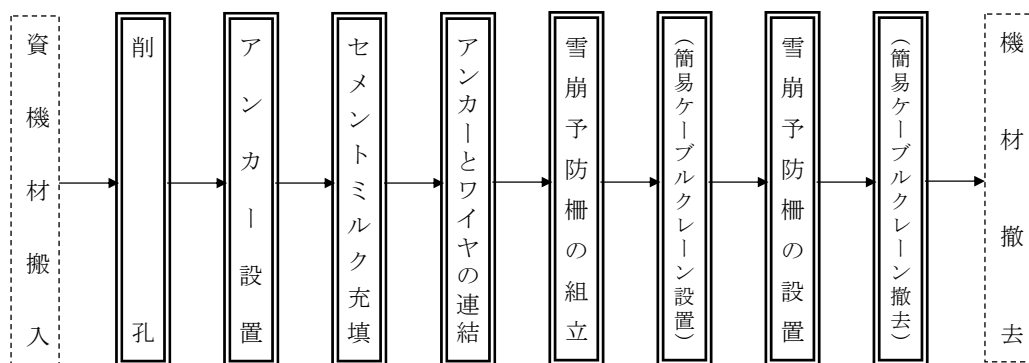 資機材搬入
削孔
アンカー設置
セメントミルク充填
アンカーとワイヤの連結
雪崩予防柵の組立
(簡易ケーブルクレーン設置)
雪崩予防柵の設置
(簡易ケーブルクレーン撤去)
機材撤去